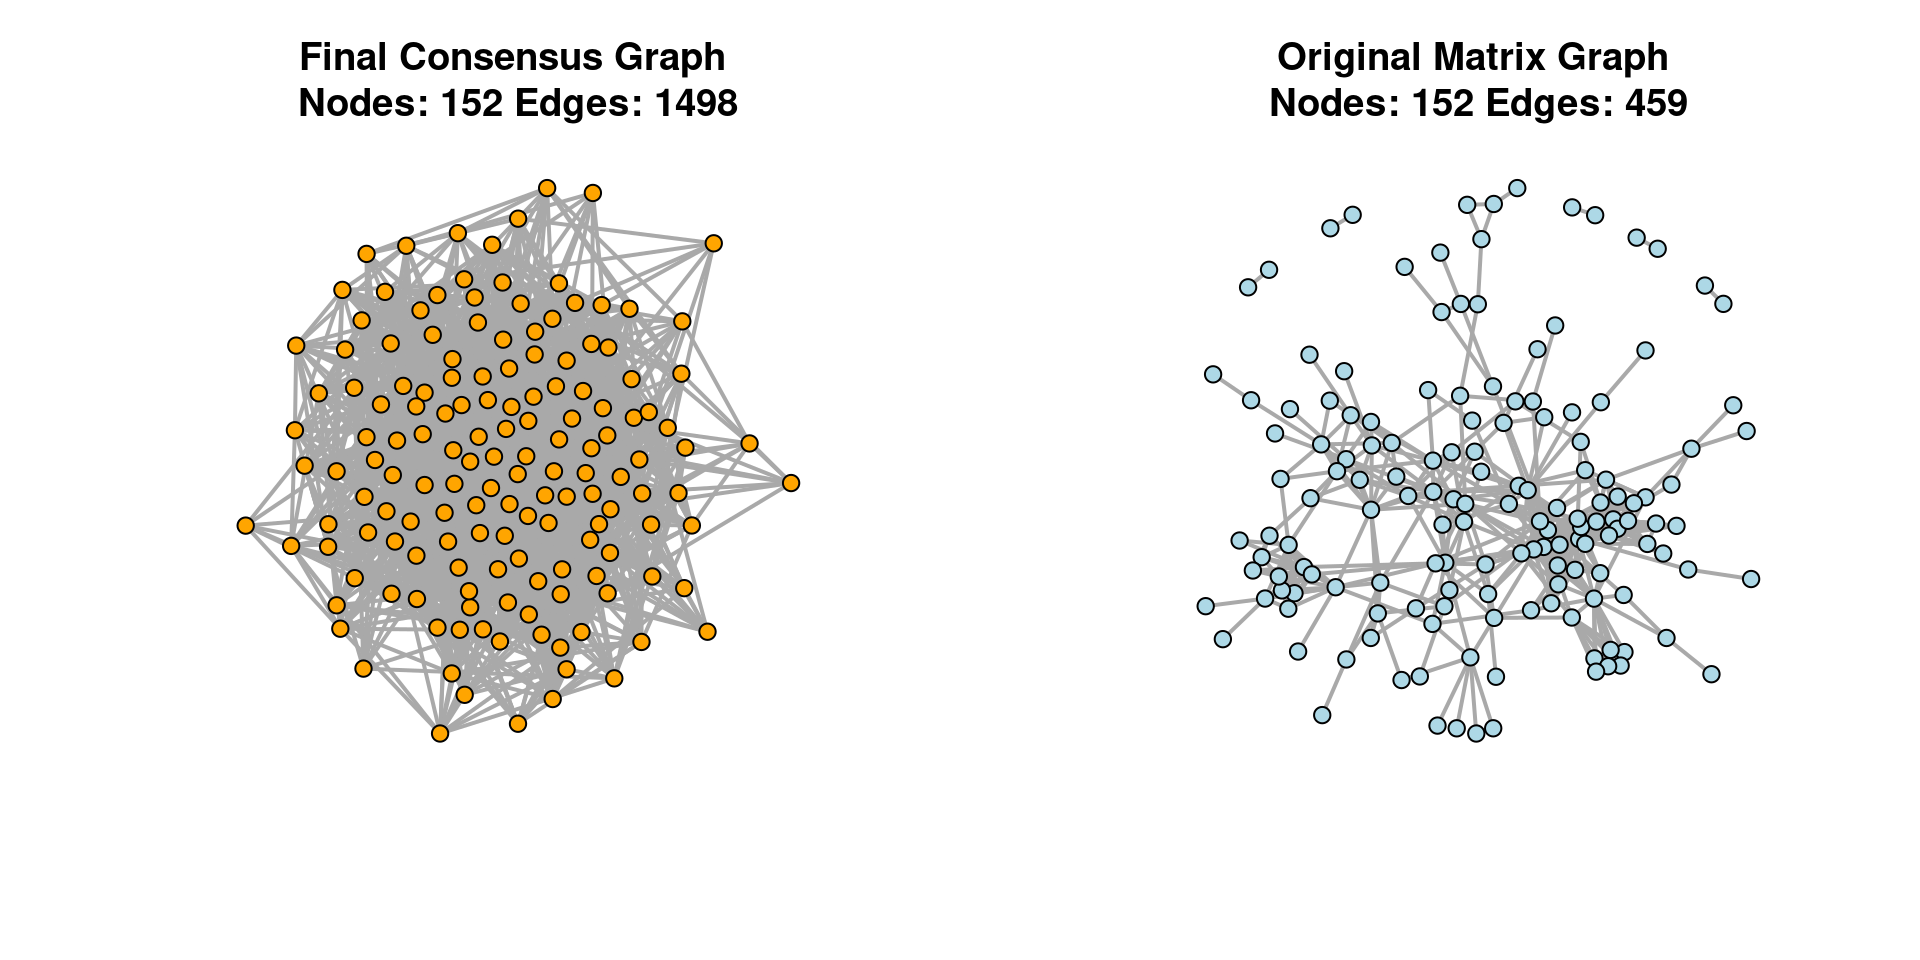 Final Consensus Graph
Nodes: 152 Edges: 1498
Original Matrix Graph
Nodes: 152 Edges: 459